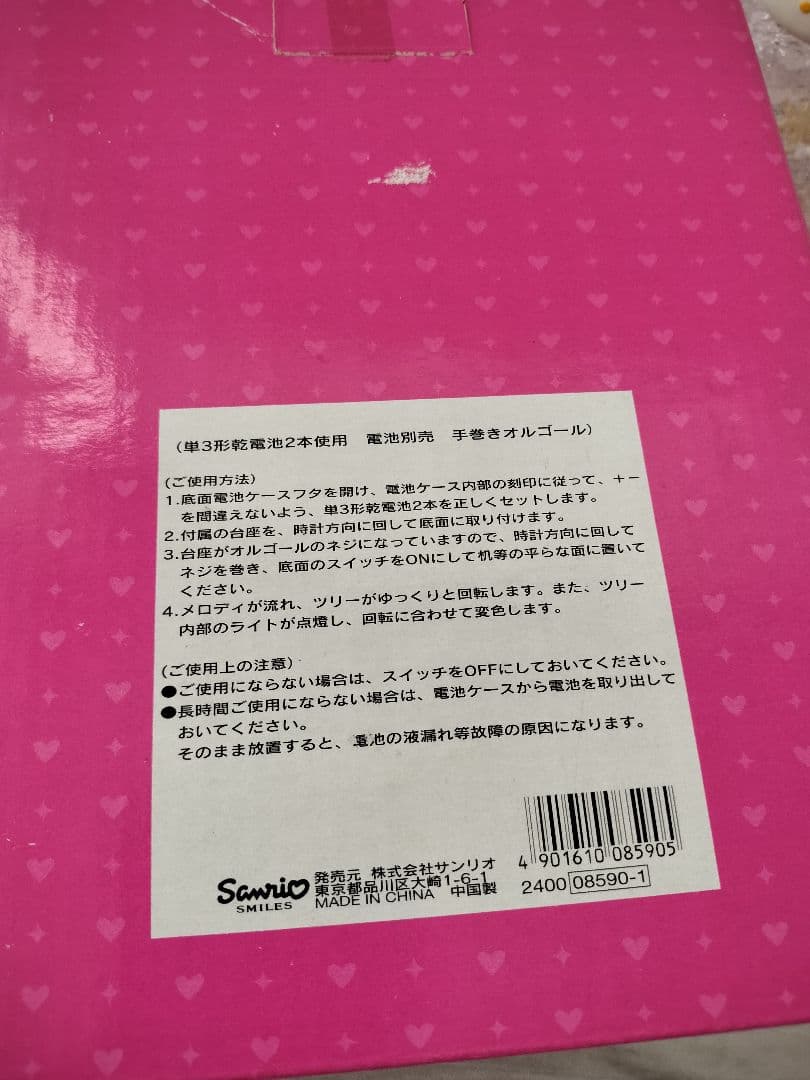 (単3形乾電池2本使用　電池別売　手巻きオルゴール)
(ご使用方法)
1.底面電池ケースフタを開け、電池ケース内部の刻印に従って、＋－
を間違えないよう、単3形乾電池2本を正しくセットします。
2.付属の台座を、時計方向に回して底面に取り付けます。
3.台座がオルゴールのネジになっていますので、時計方向に回して
ネジを巻き、底面のスイッチをONにして机等の平らな面に置いて
ください。
4.メロディが流れ、ツリーがゆっくりと回転します。また、ツリー
内部のライトが点燈し、回転に合わせて変色します。
(ご使用上の注意)
●ご使用にならない場合は、スイッチをOFFにしておいてください。
●長時間ご使用にならない場合は、電池ケースから電池を取り出して
おいてください。
そのまま放置すると、電池の液漏れ等故障の原因になります。
Sanrio
SMILES
発売元 株式会社サンリオ
東京都品川区大崎1-6-1
MADE IN CHINA 中国製
4 901610 085905
2400 08590-1